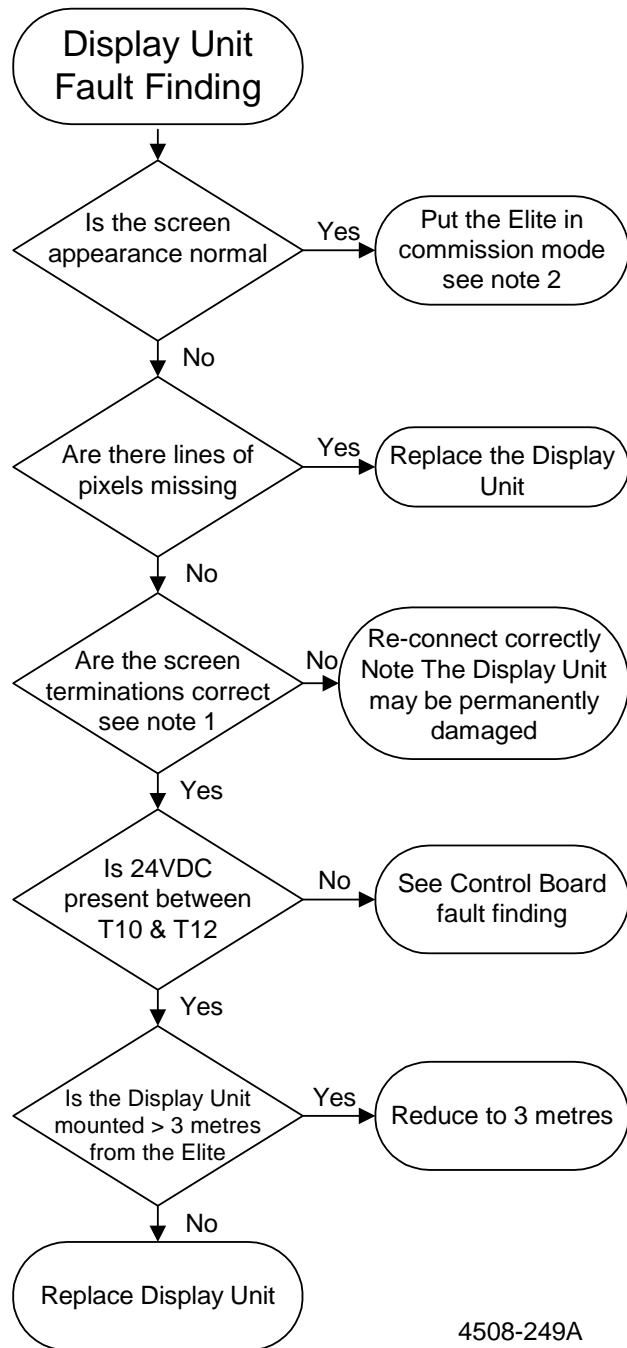 Display Unit
Fault Finding
Is the screen
appearance normal
Yes
Put the Elite in
commission mode
see note 2
No
Are there lines of
pixels missing
Yes
Replace the Display
Unit
No
Are the screen
terminations correct
see note 1
No
Re-connect correctly
Note The Display Unit
may be permanently
damaged
Yes
Is 24VDC
present between
T10 & T12
No
See Control Board
fault finding
Yes
Is the Display Unit
mounted > 3 metres
from the Elite
Yes
Reduce to 3 metres
No
Replace Display Unit
4508-249A